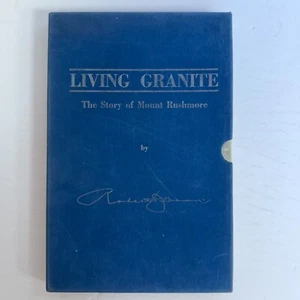 LIVING GRANITE
The Story of Mount Rushmore
by